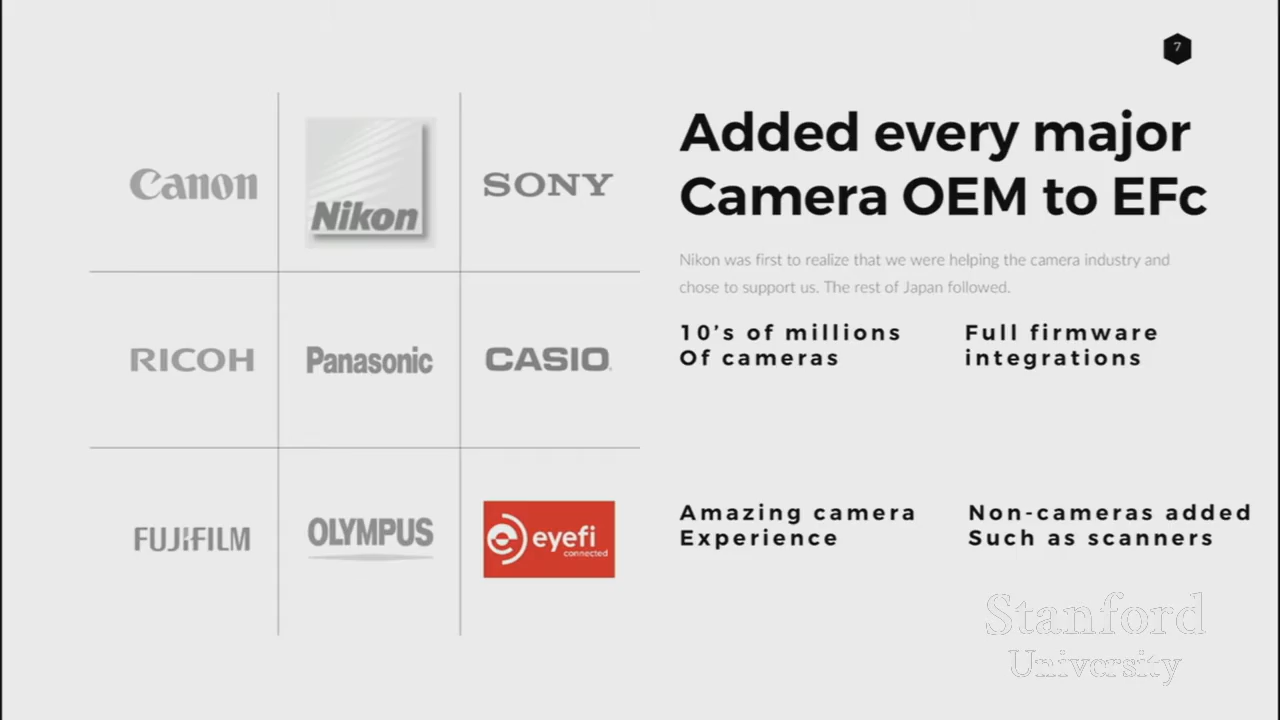 7
Canon
Nikon
SONY
RICOH
Panasonic
CASIO
FUJIFILM
OLYMPUS
eyefi
connected
Added every major
Camera OEM to EFc
Nikon was first to realize that we were helping the camera industry and
chose to support us. The rest of Japan followed.
10's of millions
Of cameras
Full firmware
integrations
Amazing camera
Experience
Non-cameras added
Such as scanners
Stanford
University